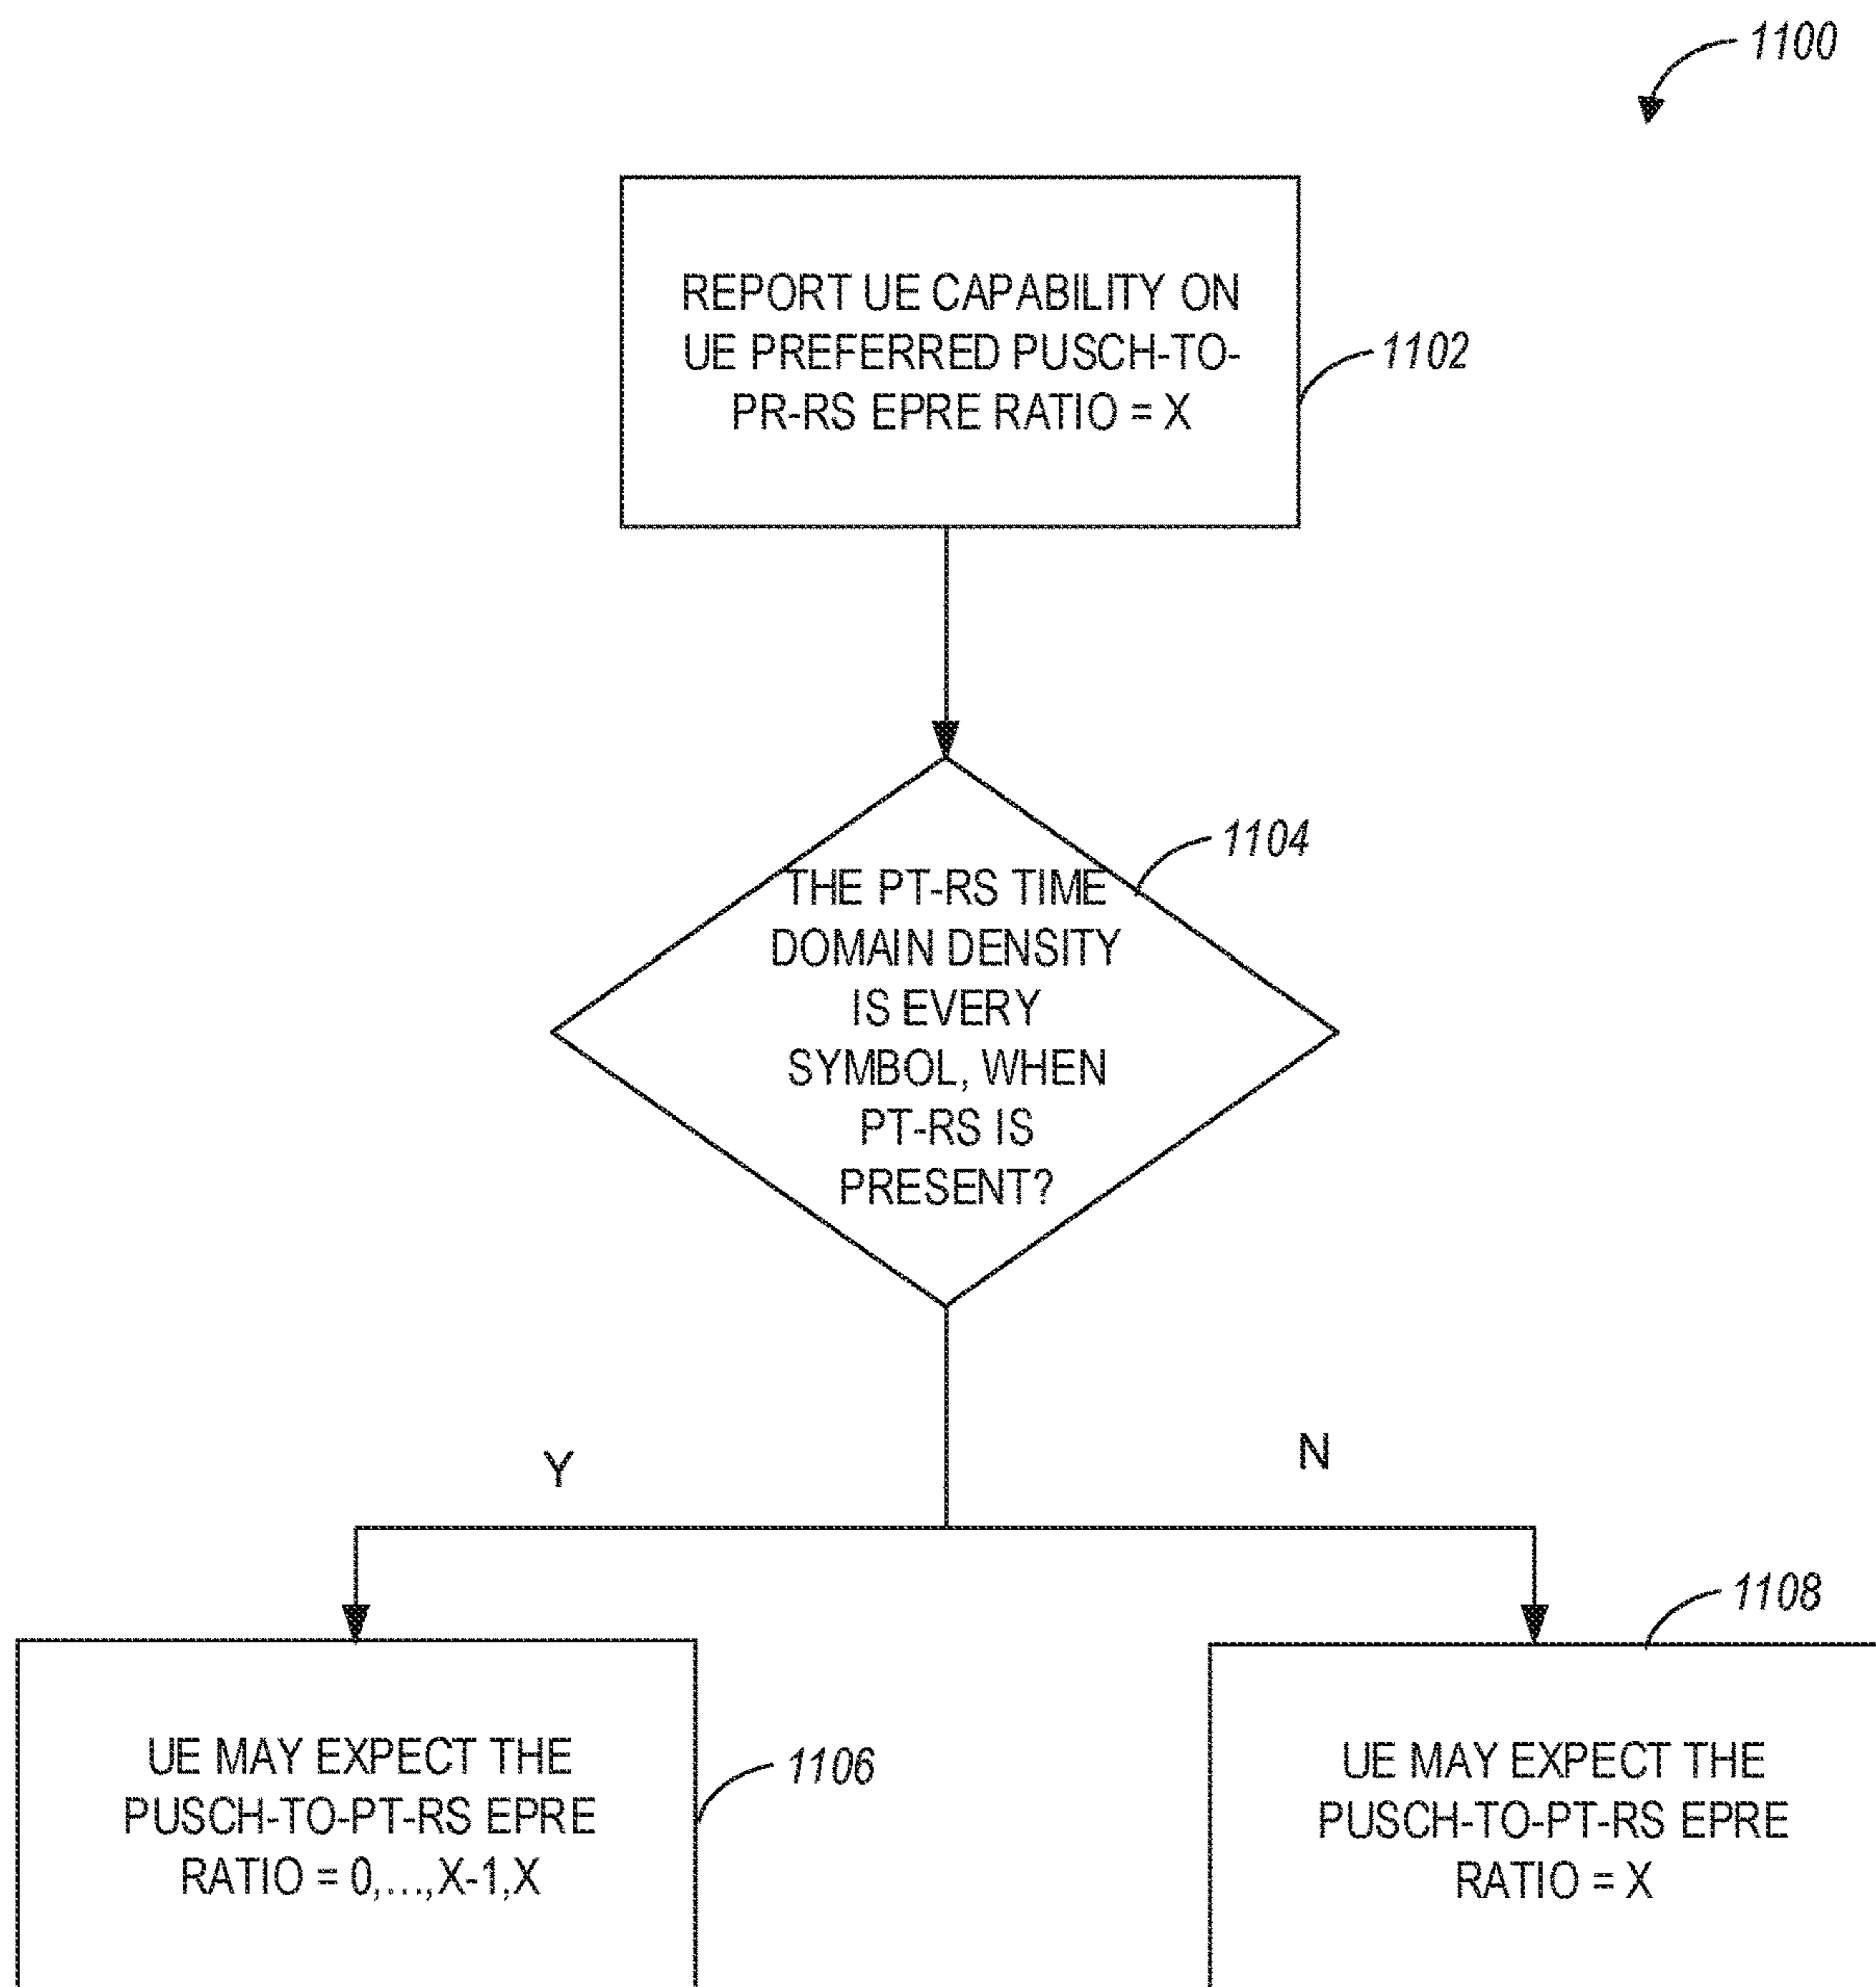 1100
REPORT UE CAPABILITY ON
UE PREFERRED PUSCH-TO-
PR-RS EPRE RATIO = X
1102
1104
THE PT-RS TIME
DOMAIN DENSITY
IS EVERY
SYMBOL, WHEN
PT-RS IS
PRESENT?
Y
N
1108
UE MAY EXPECT THE
PUSCH-TO-PT-RS EPRE
RATIO = 0,...,X-1,X
1106
UE MAY EXPECT THE
PUSCH-TO-PT-RS EPRE
RATIO = X